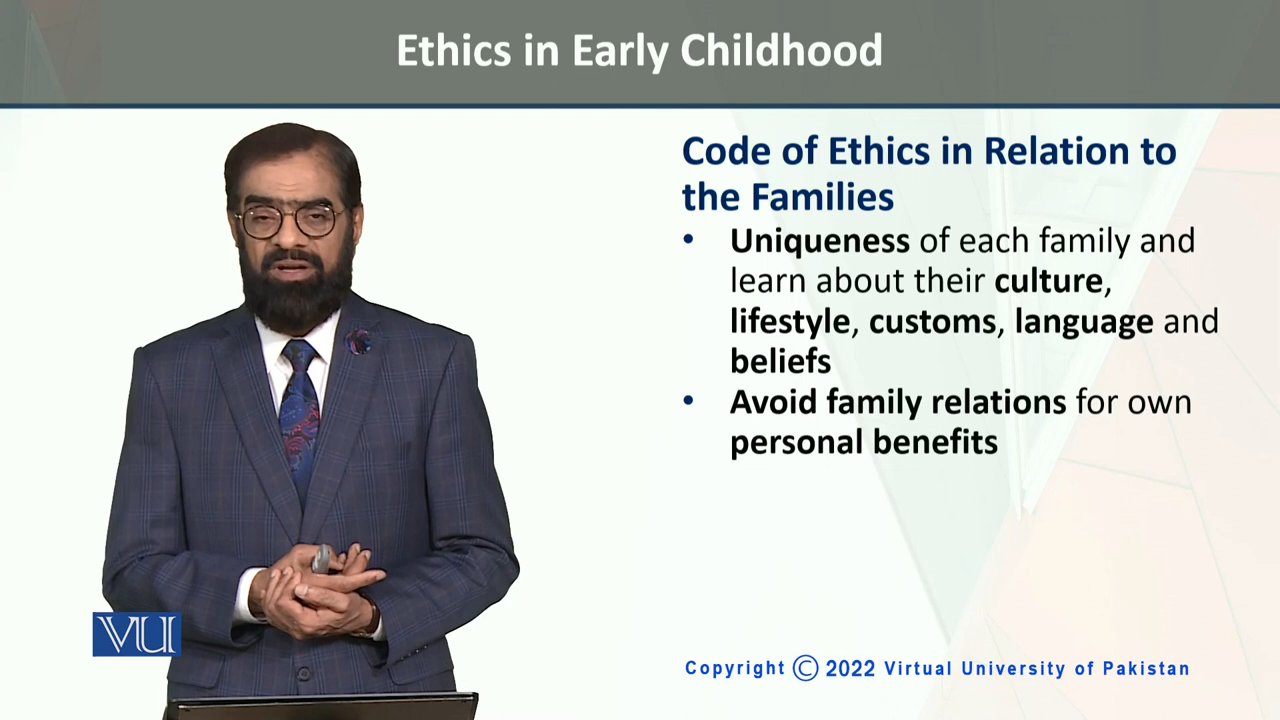 Ethics in Early Childhood
Code of Ethics in Relation to
the Families
• Uniqueness of each family and
learn about their culture,
lifestyle, customs, language and
beliefs
• Avoid family relations for own
personal benefits
VU
Copyright © 2022 Virtual University of Pakistan